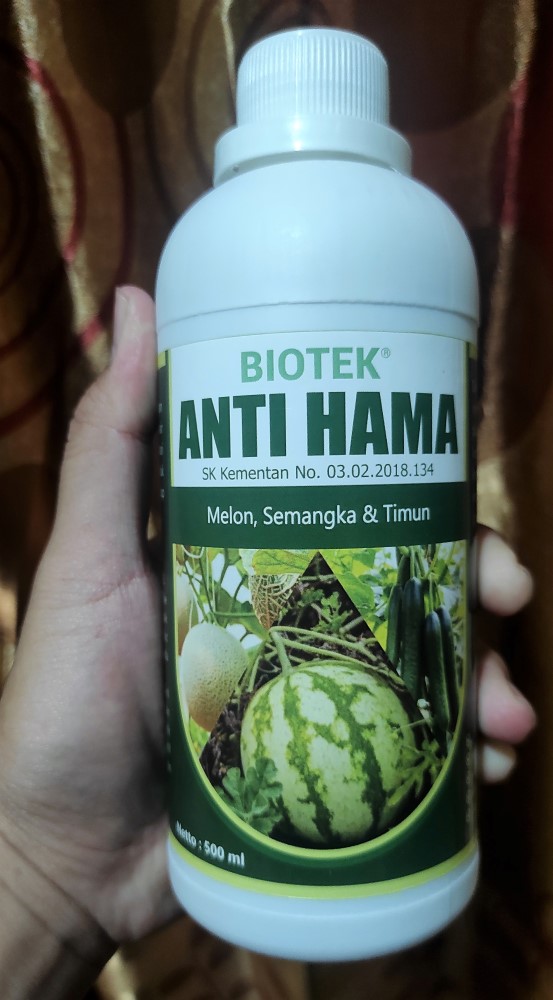 BIOTEK®
ANTI HAMA
SK Kementan No. 03.02.2018.134
Melon, Semangka & Timun
Netto : 500 ml